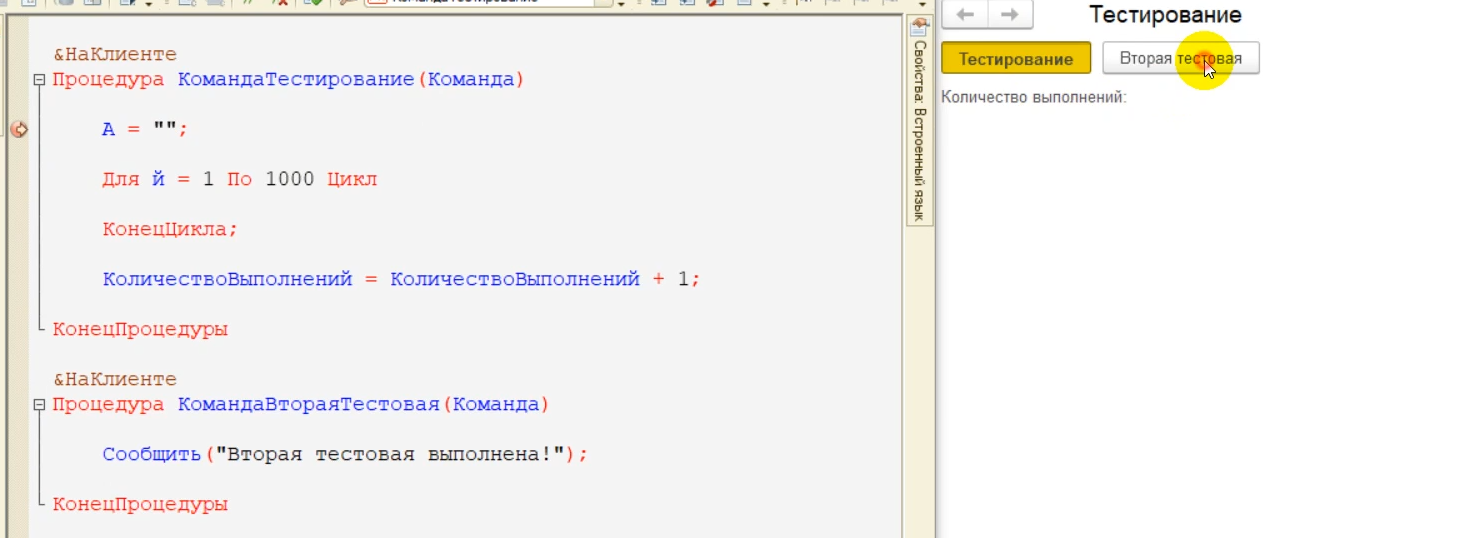 &НаКлиенте
Процедура КомандаТестирование(Команда)
А = "";
Для й = 1 По 1000 Цикл
КонецЦикла;
КоличествоВыполнений = КоличествоВыполнений + 1;
КонецПроцедуры
&НаКлиенте
Процедура КомандаВтораяТестовая(Команда)
Сообщить("Вторая тестовая выполнена!");
КонецПроцедуры
Свойства: Встроенный язык
Тестирование
Тестирование
Вторая тестовая
Количество выполнений: